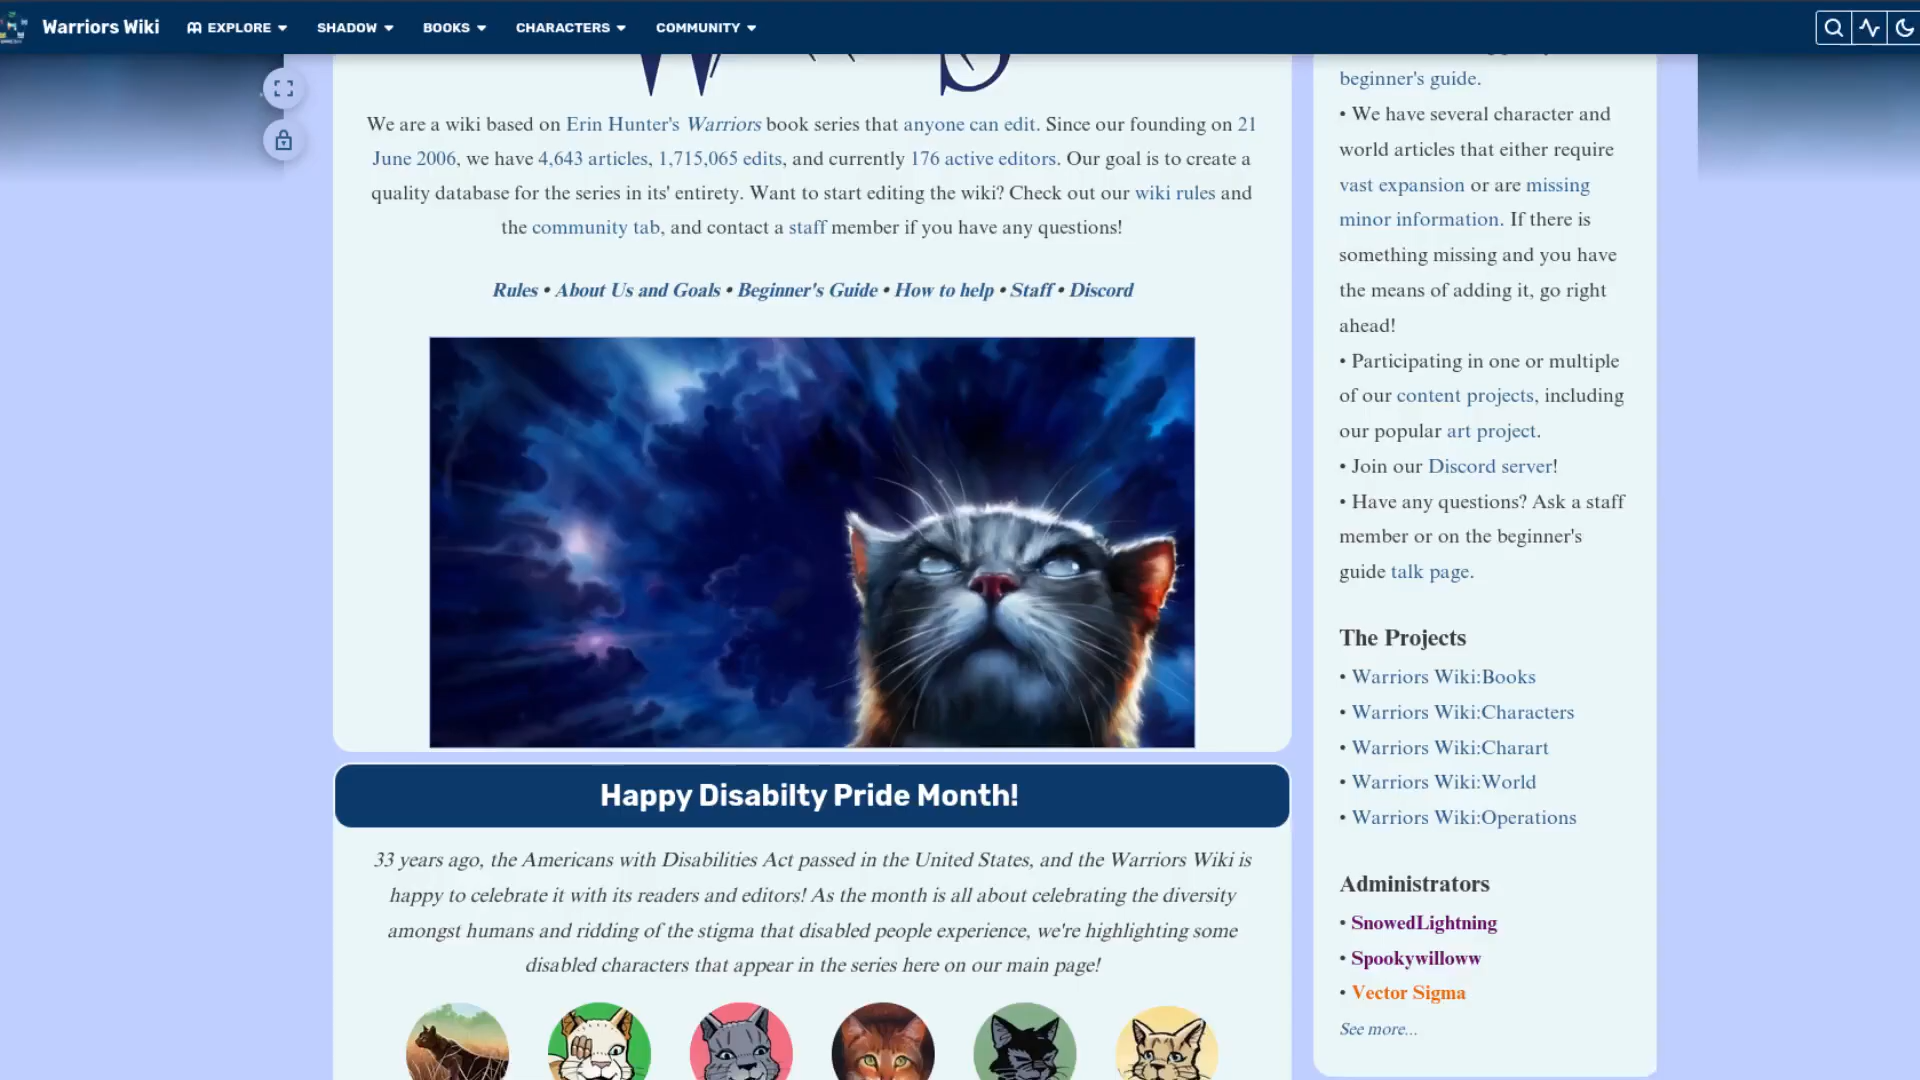 Warriors Wiki EXPLORE SHADOW BOOKS CHARACTERS COMMUNITY
We are a wiki based on Erin Hunter's Warriors book series that anyone can edit. Since our founding on 21
June 2006, we have 4,643 articles, 1,715,065 edits, and currently 176 active editors. Our goal is to create a
quality database for the series in its' entirety. Want to start editing the wiki? Check out our wiki rules and
the community tab, and contact a staff member if you have any questions!
Rules • About Us and Goals • Beginner's Guide • How to help • Staff • Discord
Happy Disabilty Pride Month!
33 years ago, the Americans with Disabilities Act passed in the United States, and the Warriors Wiki is
happy to celebrate it with its readers and editors! As the month is all about celebrating the diversity
amongst humans and ridding of the stigma that disabled people experience, we're highlighting some
disabled characters that appear in the series here on our main page!
beginner's guide.
• We have several character and
world articles that either require
vast expansion or are missing
minor information. If there is
something missing and you have
the means of adding it, go right
ahead!
• Participating in one or multiple
of our content projects, including
our popular art project.
• Join our Discord server!
• Have any questions? Ask a staff
member or on the beginner's
guide talk page.
The Projects
• Warriors Wiki:Books
• Warriors Wiki:Characters
• Warriors Wiki:Charart
• Warriors Wiki:World
• Warriors Wiki:Operations
Administrators
• SnowedLightning
• Spookywilloww
• Vector Sigma
See more...